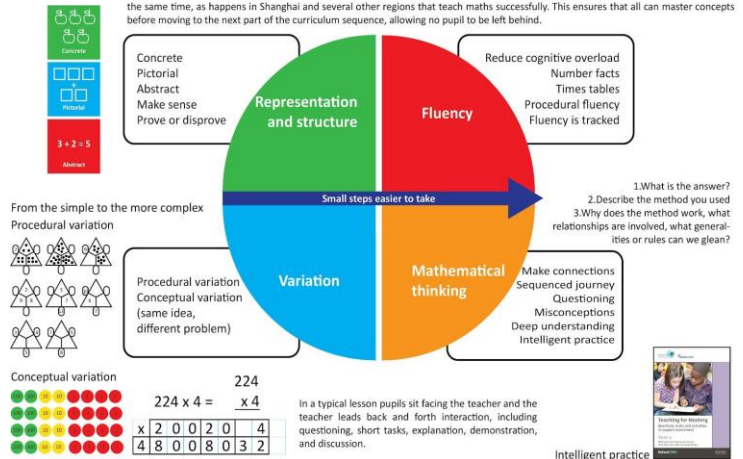 the same time, as happens in Shanghai and several other regions that teach maths successfully. This ensures that all can master concepts
before moving to the next part of the curriculum sequence, allowing no pupil to be left behind.
Concrete
+
Pictorial
3 + 2 = 5
Abstract
Concrete
Pictorial
Abstract
Make sense
Prove or disprove
Representation
and structure
Fluency
Reduce cognitive overload
Number facts
Times tables
Procedural fluency
Fluency is tracked
Small steps easier to take
1.What is the answer?
2.Describe the method you used
3.Why does the method work, what
relationships are involved, what general-
ities or rules can we glean?
From the simple to the more complex
Procedural variation
Procedural variation
Conceptual variation
(same idea,
different problem)
Variation
Mathematical
thinking
Make connections
Sequenced journey
Questioning
Misconceptions
Deep understanding
Intelligent practice
Conceptual variation
224
224 x 4 =
x 4
x 2 0 0 2 0 4
4 8 0 0 8 0 3 2
In a typical lesson pupils sit facing the teacher and the
teacher leads back and forth interaction, including
questioning, short tasks, explanation, demonstration,
and discussion.
Teaching for Mastery
Intelligent practice